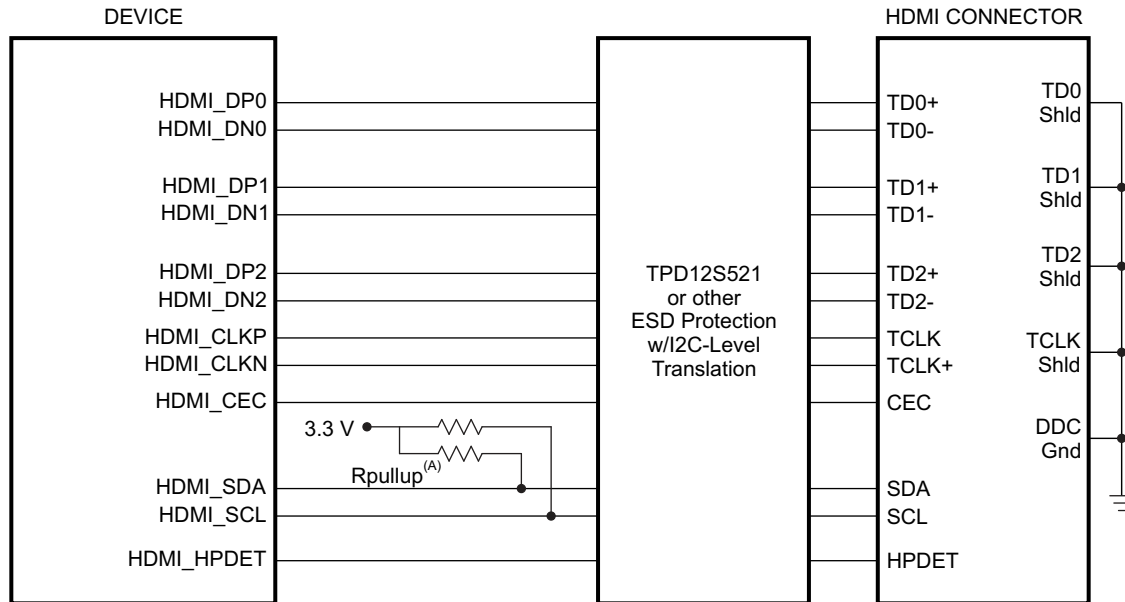 DEVICE
HDMI CONNECTOR
HDMI_DP0
HDMI_DN0
HDMI_DP1
HDMI_DN1
HDMI_DP2
HDMI_DN2
HDMI_CLKP
HDMI_CLKN
HDMI_CEC
3.3 V
Rpullup(A)
HDMI_SDA
HDMI_SCL
HDMI_HPDET
TPD12S521
or other
ESD Protection
w/I2C-Level
Translation
TD0+
TD0-
TD1+
TD1-
TD2+
TD2-
TCLK
TCLK+
CEC
SDA
SCL
HPDET
TD0
Shld
TD1
Shld
TD2
Shld
TCLK
Shld
DDC
Gnd